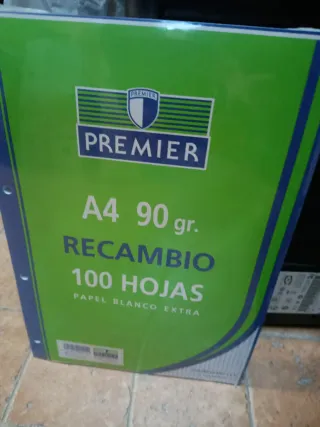 PREMIER
PREMIER
A4 90 gr.
RECAMBIO
100 HOJAS
PAPEL BLANCO EXTRA